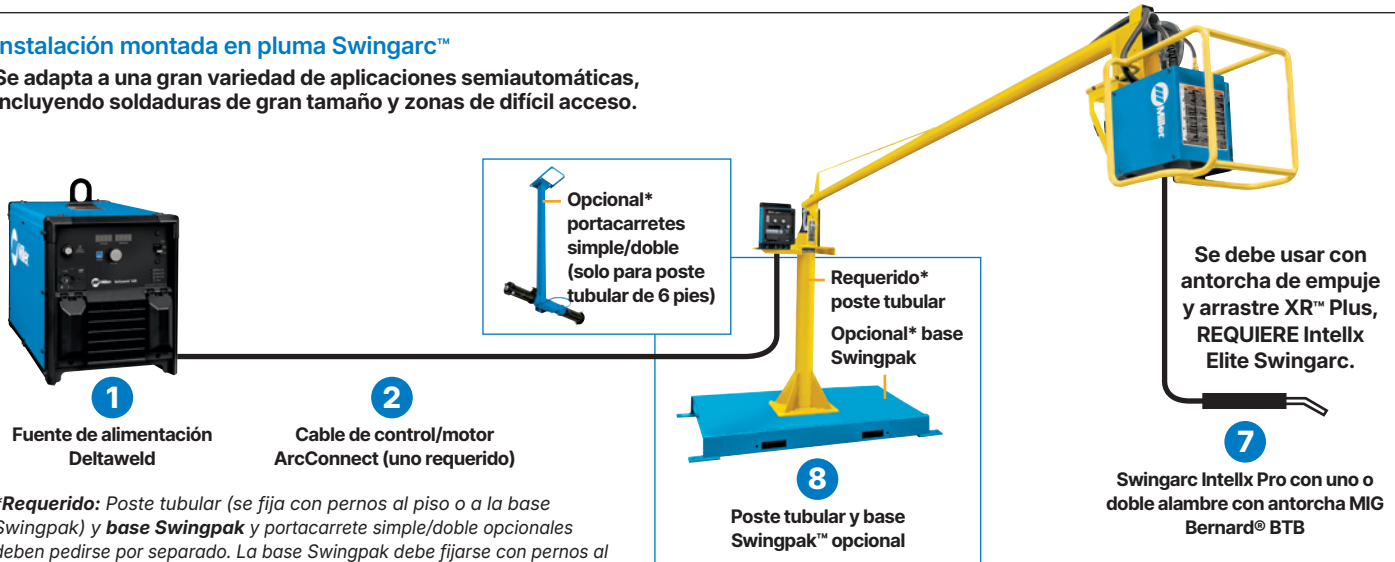 nstalación montada en pluma Swingarc™
Se adapta a una gran variedad de aplicaciones semiautomáticas,
incluyendo soldaduras de gran tamaño y zonas de difícil acceso.
Opcional*
portacarretes
simple/doble
(solo para poste
tubular de 6 pies)
Requerido*
poste tubular
Opcional* base
Swingpak
Miller
Se debe usar con
antorcha de empuje
y arrastre XR™ Plus,
REQUIERE Intellx
Elite Swingarc.
Miller
1
Fuente de alimentación
Deltaweld
2
Cable de control/motor
ArcConnect (uno requerido)
8
Poste tubular y base
Swingpak™ opcional
7
Swingarc Intellx Pro con uno o
doble alambre con antorcha MIG
Bernard® BTB
*Requerido: Poste tubular (se fija con pernos al piso o a la base
Swingpak) y base Swingpak y portacarrete simple/doble opcionales
deben pedirse por separado. La base Swingpak debe fijarse con pernos al